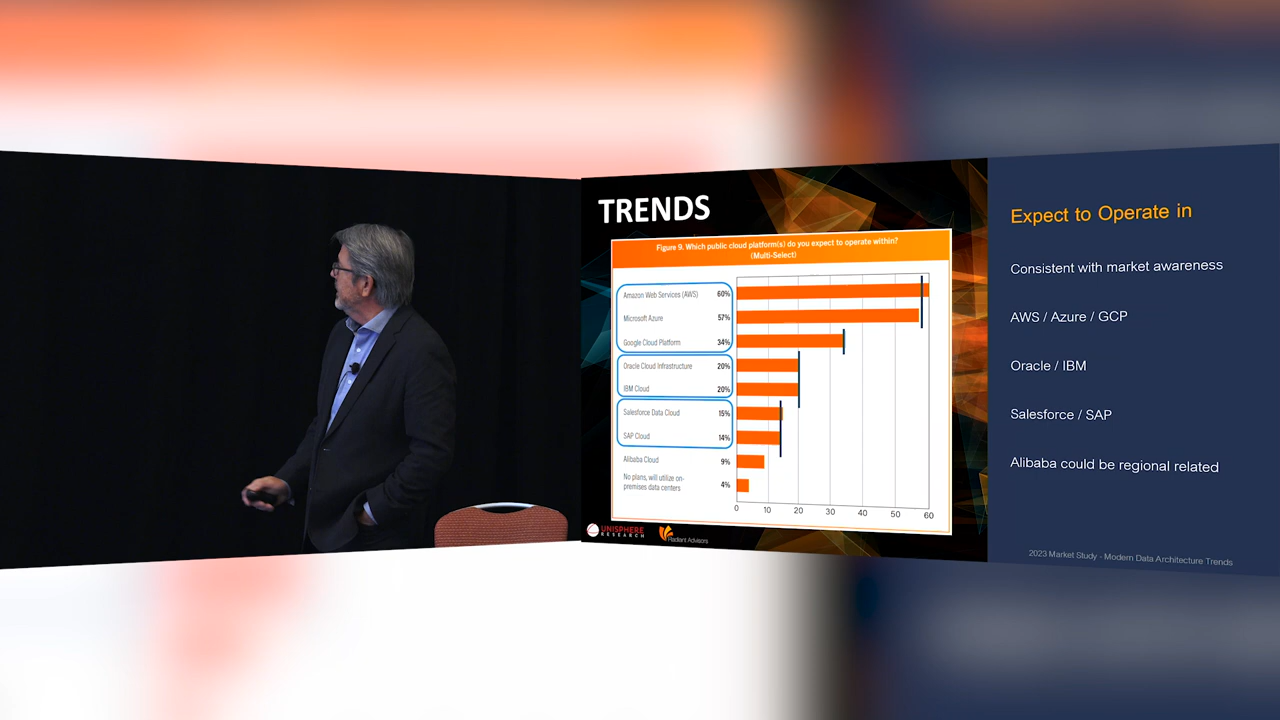 TRENDS
Figure 9. Which public cloud platform(s) do you expect to operate within?
(Multi-Select)
Amazon Web Services (AWS) 60%
Microsoft Azure 57%
Google Cloud Platform 34%
Oracle Cloud Infrastructure 20%
IBM Cloud 20%
Salesforce Data Cloud 15%
SAP Cloud 14%
Alibaba Cloud 9%
No plans, will utilize on-
premises data centers 4%
0 10 20 30 40 50 60
UNISPHERE
RESEARCH
Radiant Advisors
Expect to Operate in
Consistent with market awareness
AWS / Azure / GCP
Oracle / IBM
Salesforce / SAP
Alibaba could be regional related
2023 Market Study - Modern Data Architecture Trends